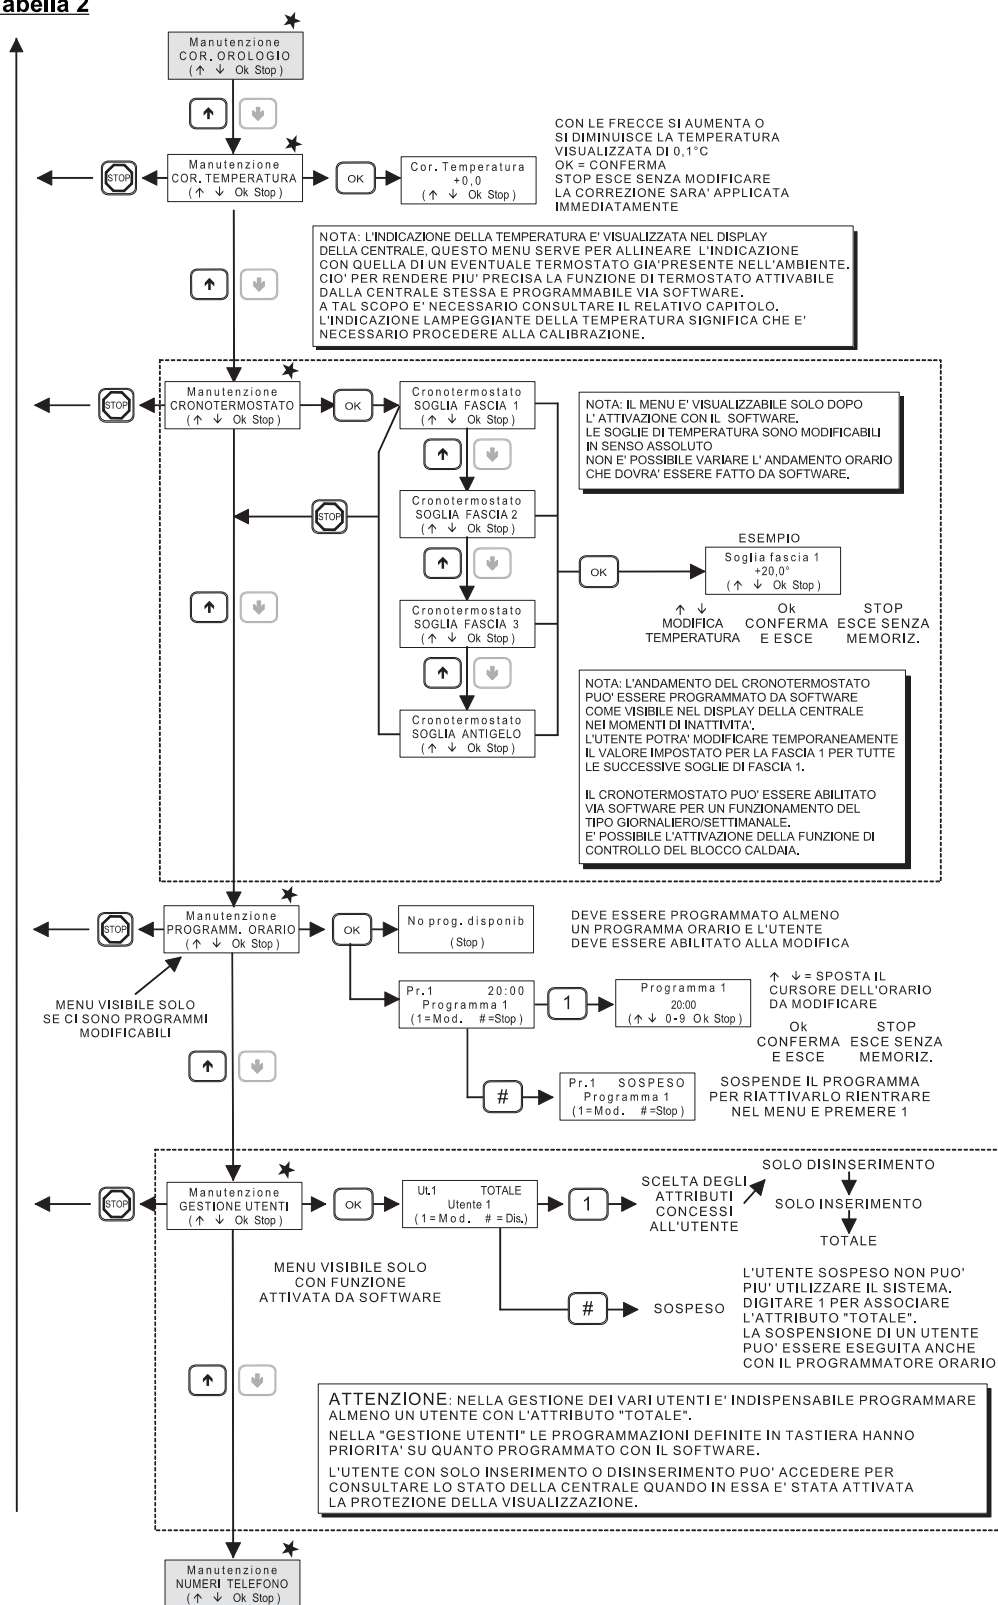 Tabella 2
Manutenzione
COR. OROLOGIO
(↑ ↓ Ok Stop)
CON LE FRECCE SI AUMENTA O
SI DIMINUISCE LA TEMPERATURA
VISUALIZZATA DI 0,1°C
OK = CONFERMA
STOP ESCE SENZA MODIFICARE
LA CORREZIONE SARA' APPLICATA
IMMEDIATAMENTE
STOP
Manutenzione
COR. TEMPERATURA
(↑ ↓ Ok Stop)
OK
Cor. Temperatura
+0,0
(↑ ↓ Ok Stop)
NOTA: L'INDICAZIONE DELLA TEMPERATURA E' VISUALIZZATA NEL DISPLAY
DELLA CENTRALE, QUESTO MENU SERVE PER ALLINEARE L'INDICAZIONE
CON QUELLA DI UN EVENTUALE TERMOSTATO GIA'PRESENTE NELL'AMBIENTE.
CIO' PER RENDERE PIU' PRECISA LA FUNZIONE DI TERMOSTATO ATTIVABILE
DALLA CENTRALE STESSA E PROGRAMMABILE VIA SOFTWARE.
A TAL SCOPO E' NECESSARIO CONSULTARE IL RELATIVO CAPITOLO.
L'INDICAZIONE LAMPEGGIANTE DELLA TEMPERATURA SIGNIFICA CHE E'
NECESSARIO PROCEDERE ALLA CALIBRAZIONE.
STOP
Manutenzione
CRONOTERMOSTATO
(↑ ↓ Ok Stop)
OK
Cronotermostato
SOGLIA FASCIA 1
(↑ ↓ Ok Stop)
NOTA: IL MENU E' VISUALIZZABILE SOLO DOPO
L' ATTIVAZIONE CON IL SOFTWARE.
LE SOGLIE DI TEMPERATURA SONO MODIFICABILI
IN SENSO ASSOLUTO
NON E' POSSIBILE VARIARE L' ANDAMENTO ORARIO
CHE DOVRA' ESSERE FATTO DA SOFTWARE.
STOP
Cronotermostato
SOGLIA FASCIA 2
(↑ ↓ Ok Stop)
OK
ESEMPIO
Soglia fascia 1
+20,0°
(↑ ↓ Ok Stop)
↑ ↓
MODIFICA
TEMPERATURA
Ok
CONFERMA
E ESCE
STOP
ESCE SENZA
MEMORIZ.
Cronotermostato
SOGLIA FASCIA 3
(↑ ↓ Ok Stop)
Cronotermostato
SOGLIA ANTIGELO
(↑ ↓ Ok Stop)
NOTA: L'ANDAMENTO DEL CRONOTERMOSTATO
PUO' ESSERE PROGRAMMATO DA SOFTWARE
COME VISIBILE NEL DISPLAY DELLA CENTRALE
NEI MOMENTI DI INATTIVITA'.
L'UTENTE POTRA' MODIFICARE TEMPORANEAMENTE
IL VALORE IMPOSTATO PER LA FASCIA 1 PER TUTTE
LE SUCCESSIVE SOGLIE DI FASCIA 1.
IL CRONOTERMOSTATO PUO' ESSERE ABILITATO
VIA SOFTWARE PER UN FUNZIONAMENTO DEL
TIPO GIORNALIERO/SETTIMANALE.
E' POSSIBILE L'ATTIVAZIONE DELLA FUNZIONE DI
CONTROLLO DEL BLOCCO CALDAIA.
STOP
Manutenzione
PROGRAMM. ORARIO
(↑ ↓ Ok Stop)
OK
No prog. disponib
(Stop)
DEVE ESSERE PROGRAMMATO ALMENO
UN PROGRAMMA ORARIO E L'UTENTE
DEVE ESSERE ABILITATO ALLA MODIFICA
MENU VISIBILE SOLO
SE CI SONO PROGRAMMI
MODIFICABILI
Pr.1 20:00
Programma 1
(1=Mod. #=Stop)
1
Programma 1
20:00
(↑ ↓ 0-9 Ok Stop)
↑ ↓ = SPOSTA IL
CURSORE DELL'ORARIO
DA MODIFICARE
Ok
CONFERMA
E ESCE
STOP
ESCE SENZA
MEMORIZ.
#
Pr.1 SOSPESO
Programma 1
(1=Mod. #=Stop)
SOSPENDE IL PROGRAMMA
PER RIATTIVARLO RIENTRARE
NEL MENU E PREMERE 1
STOP
Manutenzione
GESTIONE UTENTI
(↑ ↓ Ok Stop)
OK
Ut.1 TOTALE
Utente 1
(1=Mod. # = Dis.)
1
SCELTA DEGLI
ATTRIBUTI
CONCESSI
ALL'UTENTE
SOLO DISINSERIMENTO
SOLO INSERIMENTO
TOTALE
MENU VISIBILE SOLO
CON FUNZIONE
ATTIVATA DA SOFTWARE
#
SOSPESO
L'UTENTE SOSPESO NON PUO'
PIU' UTILIZZARE IL SISTEMA.
DIGITARE 1 PER ASSOCIARE
L'ATTRIBUTO "TOTALE".
LA SOSPENSIONE DI UN UTENTE
PUO' ESSERE ESEGUITA ANCHE
CON IL PROGRAMMATORE ORARIO
ATTENZIONE: NELLA GESTIONE DEI VARI UTENTI E' INDISPENSABILE PROGRAMMARE
ALMENO UN UTENTE CON L'ATTRIBUTO "TOTALE".
NELLA "GESTIONE UTENTI" LE PROGRAMMAZIONI DEFINITE IN TASTIERA HANNO
PRIORITA' SU QUANTO PROGRAMMATO CON IL SOFTWARE.
L'UTENTE CON SOLO INSERIMENTO O DISINSERIMENTO PUO' ACCEDERE PER
CONSULTARE LO STATO DELLA CENTRALE QUANDO IN ESSA E' STATA ATTIVATA
LA PROTEZIONE DELLA VISUALIZZAZIONE.
Manutenzione
NUMERI TELEFONO
(↑ ↓ Ok Stop)